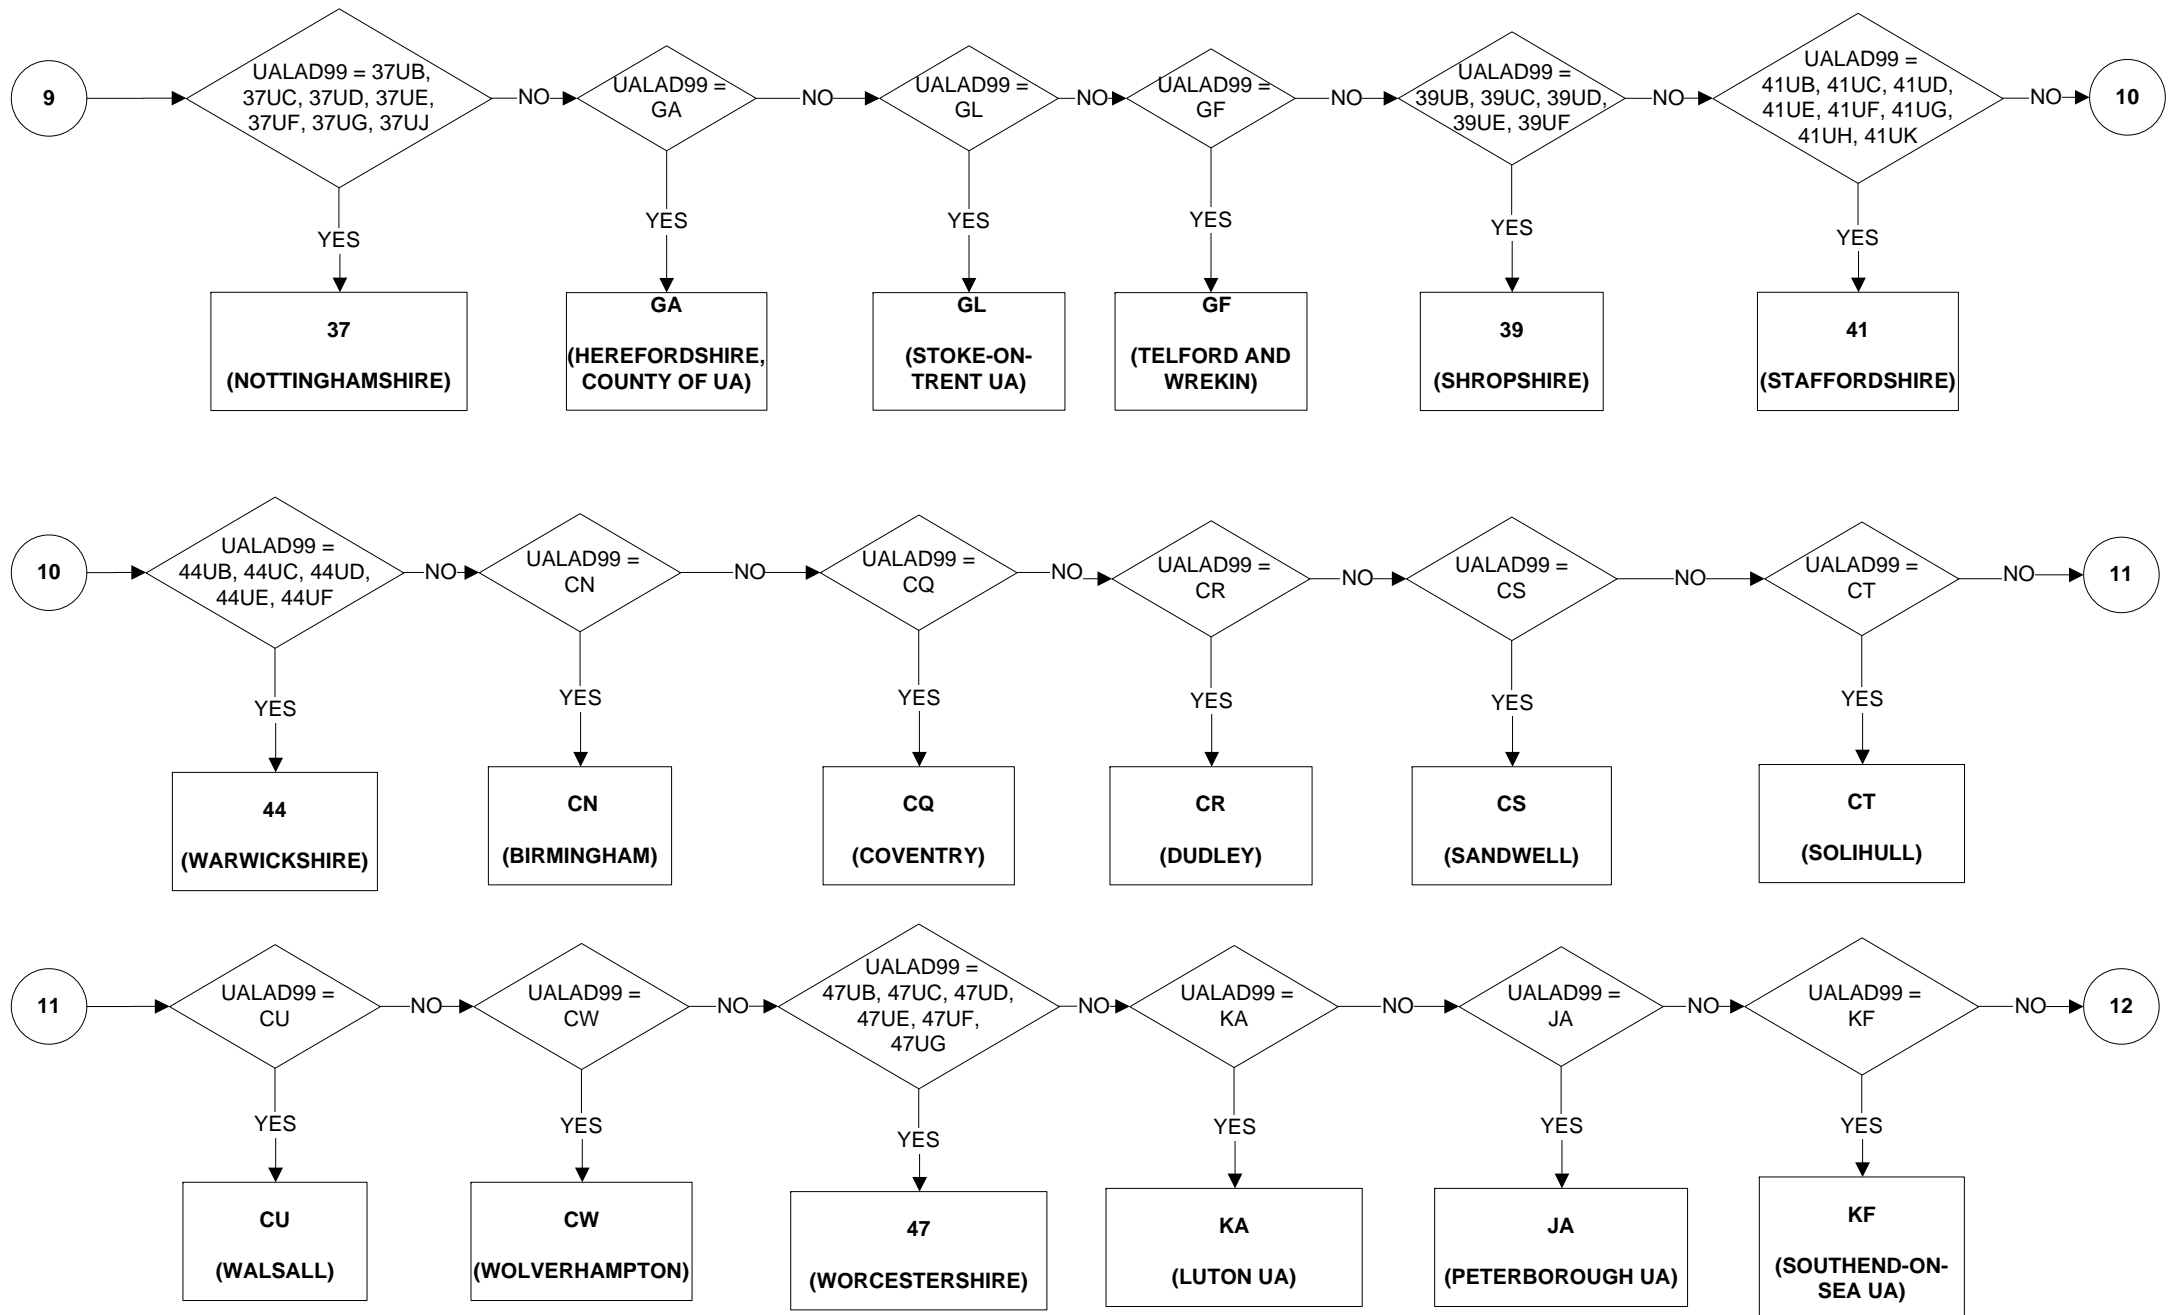 9
UALAD99 = 37UB,
37UC, 37UD, 37UE,
37UF, 37UG, 37UJ
NO
UALAD99 =
GA
NO
UALAD99 =
GL
NO
UALAD99 =
GF
NO
UALAD99 =
39UB, 39UC, 39UD,
39UE, 39UF
NO
UALAD99 =
41UB, 41UC, 41UD,
41UE, 41UF, 41UG,
41UH, 41UK
NO
10
YES
YES
YES
YES
YES
YES
37
(NOTTINGHAMSHIRE)
GA
(HEREFORDSHIRE,
COUNTY OF UA)
GL
(STOKE-ON-
TRENT UA)
GF
(TELFORD AND
WREKIN)
39
(SHROPSHIRE)
41
(STAFFORDSHIRE)
10
UALAD99 =
44UB, 44UC, 44UD,
44UE, 44UF
NO
UALAD99 =
CN
NO
UALAD99 =
CQ
NO
UALAD99 =
CR
NO
UALAD99 =
CS
NO
UALAD99 =
CT
NO
11
YES
YES
YES
YES
YES
YES
44
(WARWICKSHIRE)
CN
(BIRMINGHAM)
CQ
(COVENTRY)
CR
(DUDLEY)
CS
(SANDWELL)
CT
(SOLIHULL)
11
UALAD99 =
CU
NO
UALAD99 =
CW
NO
UALAD99 =
47UB, 47UC, 47UD,
47UE, 47UF,
47UG
NO
UALAD99 =
KA
NO
UALAD99 =
JA
NO
UALAD99 =
KF
NO
12
YES
YES
YES
YES
YES
YES
CU
(WALSALL)
CW
(WOLVERHAMPTON)
47
(WORCESTERSHIRE)
KA
(LUTON UA)
JA
(PETERBOROUGH UA)
KF
(SOUTHEND-ON-
SEA UA)